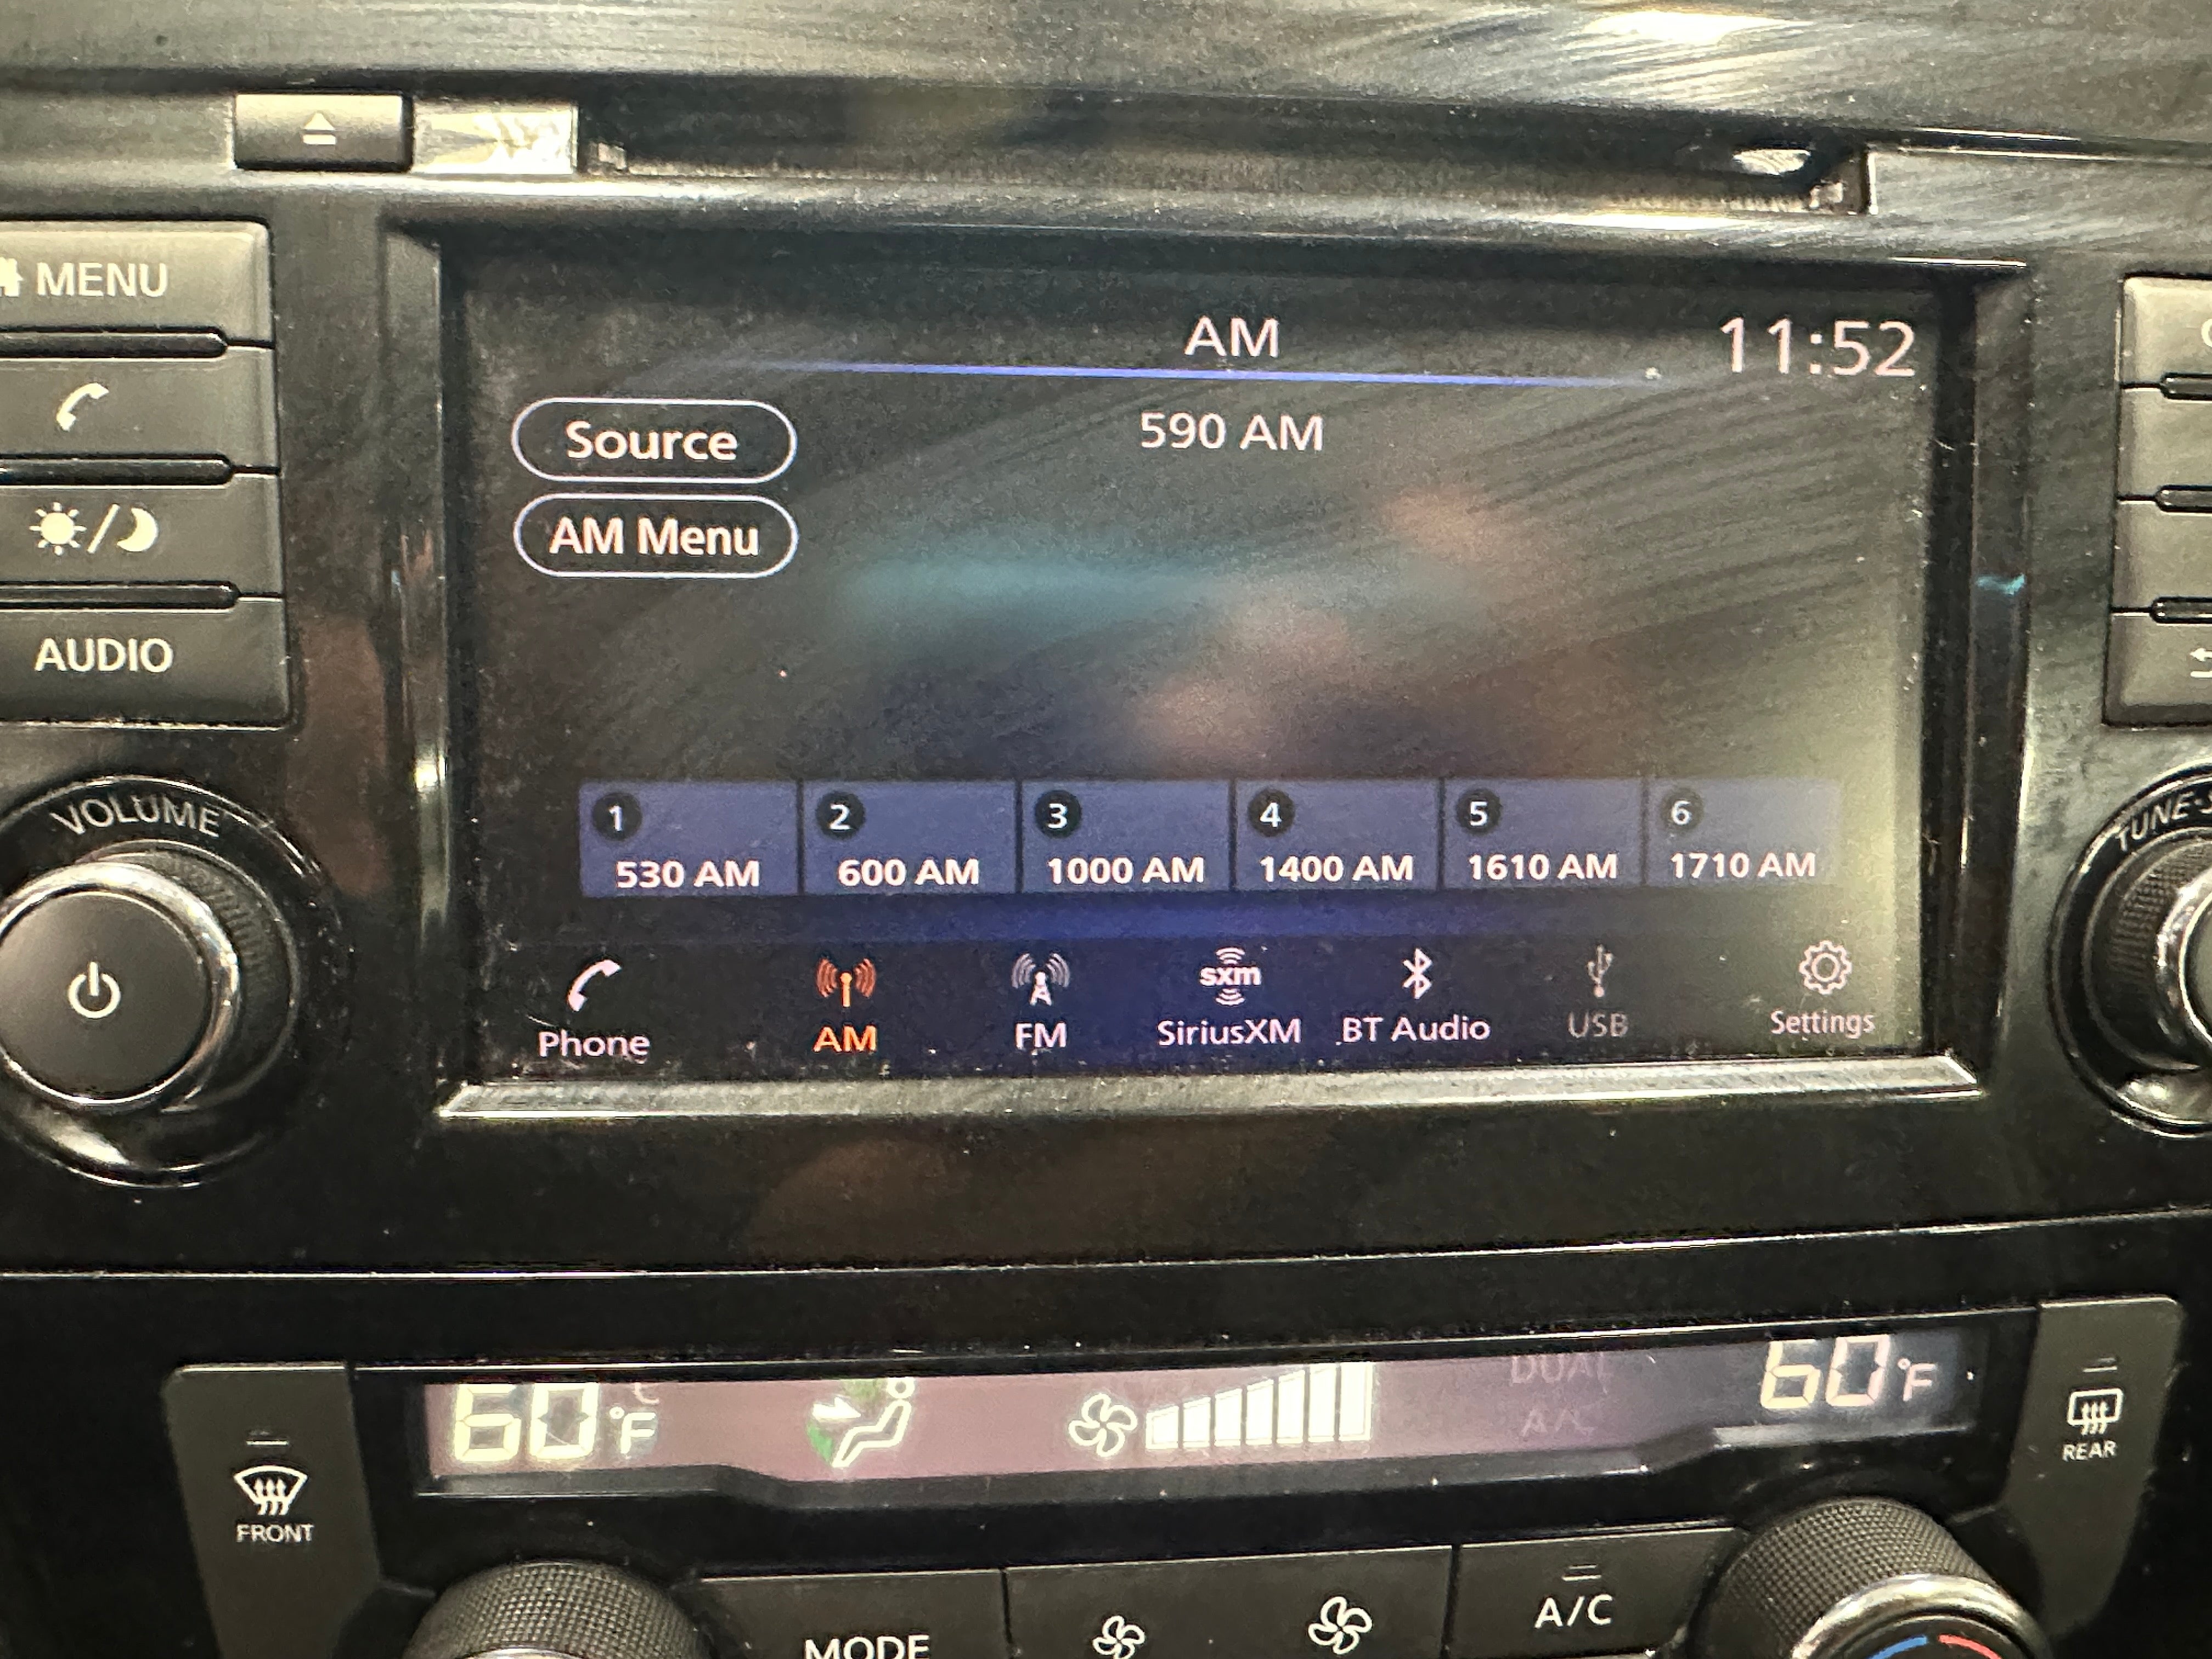 MENU
AUDIO
VOLUME
AM
11:52
590 AM
Source
AM Menu
1
530 AM
2
600 AM
3
1000 AM
4
1400 AM
5
1610 AM
6
1710 AM
Phone
AM
FM
sxm
SiriusXM
BT Audio
USB
Settings
TUNE
60°F
DUAL
A/C
60°F
FRONT
REAR
MODE
A/C